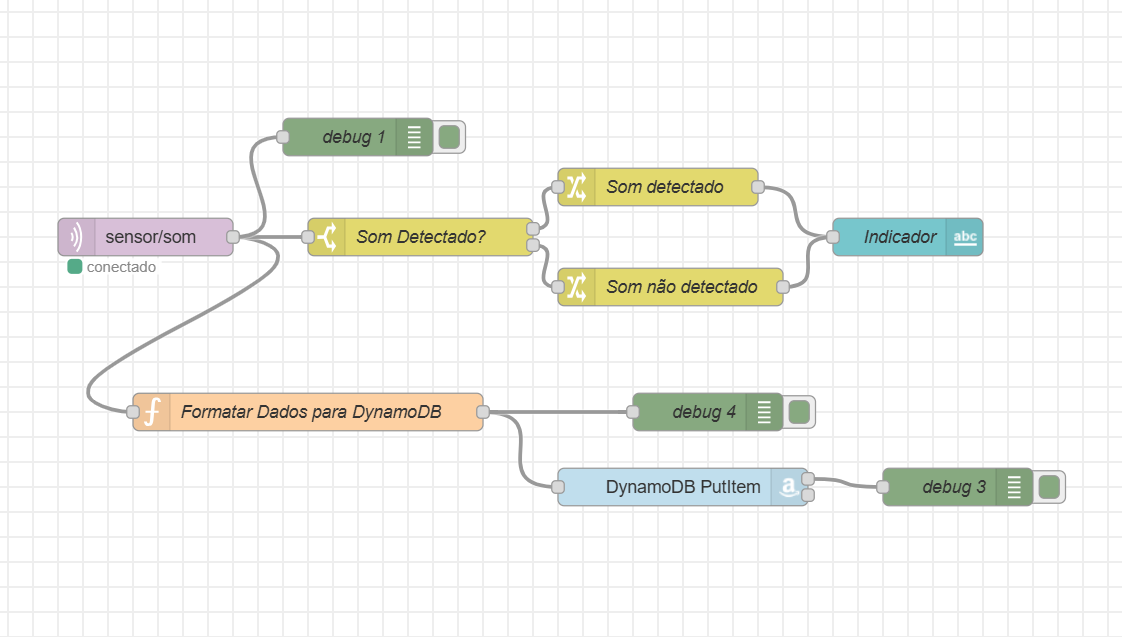 debug 1
Som detectado
sensor/som
Som Detectado?
Indicador
abc
conectado
Som não detectado
Formatar Dados para DynamoDB
debug 4
DynamoDB PutItem
a
debug 3